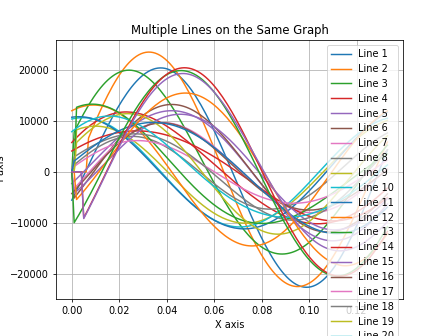 Multiple Lines on the Same Graph
20000
10000
0
−10000
−20000
0.00
0.02
0.04
0.06
0.08
0.10
X axis
Line 1
Line 2
Line 3
Line 4
Line 5
Line 6
Line 7
Line 8
Line 9
Line 10
Line 11
Line 12
Line 13
Line 14
Line 15
Line 16
Line 17
Line 18
Line 19
Line 20